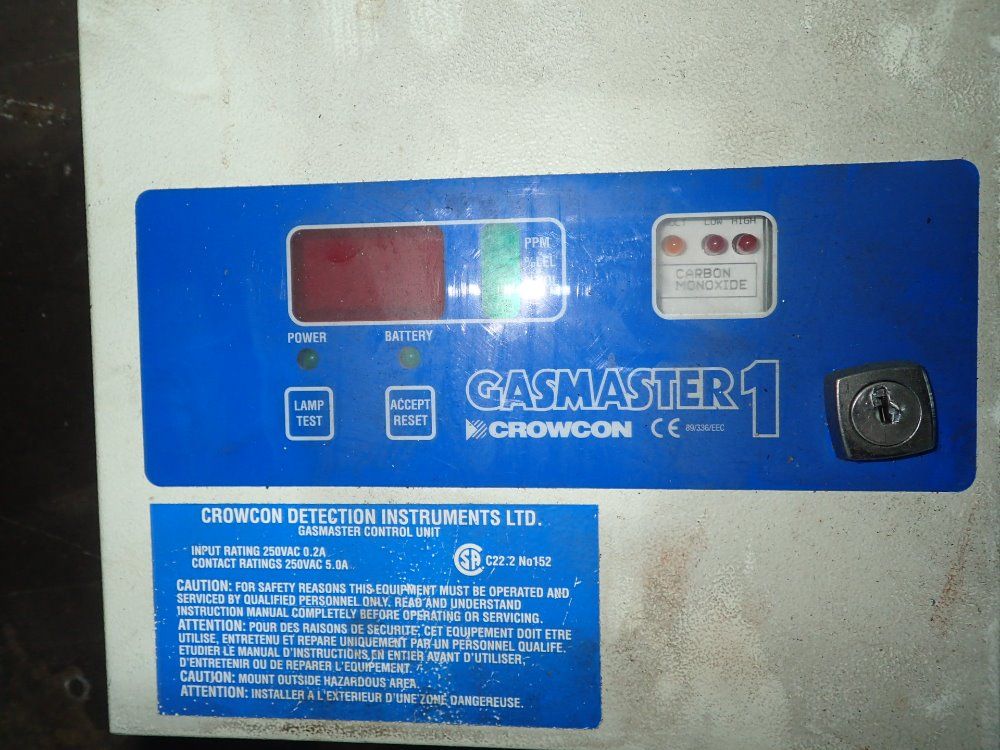 PPM
%LEL
LOW HIGH
CARBON
MONOXIDE
POWER BATTERY
LAMP
TEST
ACCEPT
RESET
GASMASTER 1
CROWCON CE 89/336/EEC
CROWCON DETECTION INSTRUMENTS LTD.
GASMASTER CONTROL UNIT
INPUT RATING 250VAC 0.2A
CONTACT RATINGS 250VAC 5.0A
C22.2 No152
CAUTION: FOR SAFETY REASONS THIS EQUIPMENT MUST BE OPERATED AND
SERVICED BY QUALIFIED PERSONNEL ONLY. READ AND UNDERSTAND
INSTRUCTION MANUAL COMPLETELY BEFORE OPERATING OR SERVICING.
ATTENTION: POUR DES RAISONS DE SECURITE, CET EQUIPEMENT DOIT ETRE
UTILISE, ENTRETENU ET REPARE UNIQUEMENT PAR UN PERSONNEL QUALIFE.
ETUDIER LE MANUAL D'INSTRUCTIONS EN ENTIER AVANT D'UTILISER,
D'ENTRETENIR OU DE REPARER L'EQUIPEMENT.
CAUTION: MOUNT OUTSIDE HAZARDOUS AREA.
ATTENTION: INSTALLER A L'EXTERIEUR D'UNE ZONE DANGEREUSE.